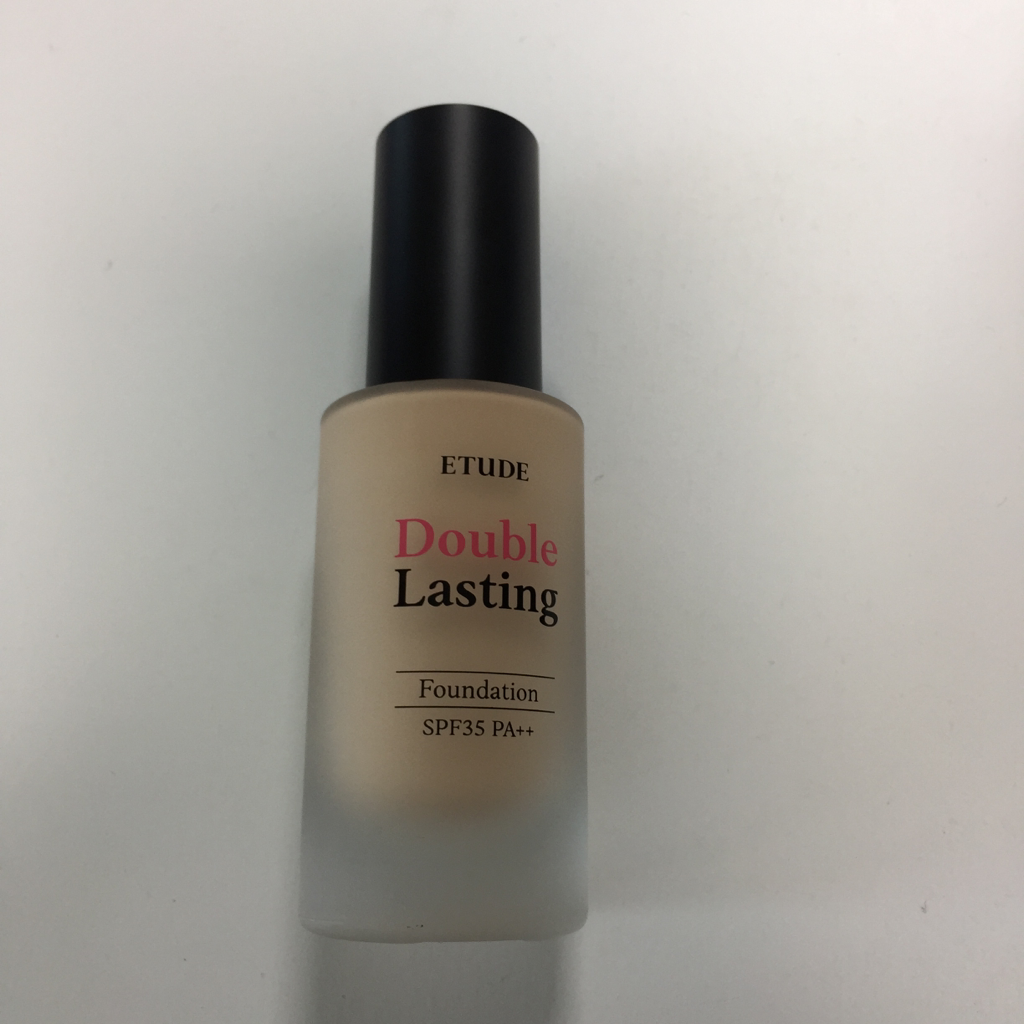 ETUDE
Double
Lasting
Foundation
SPF35 PA++